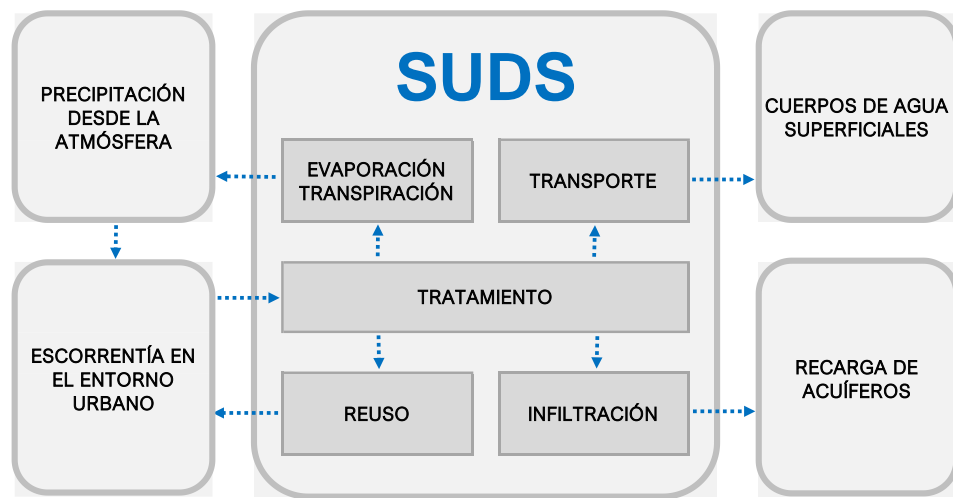 PRECIPITACIÓN
DESDE LA
ATMÓSFERA
ESCORRENTÍA EN
EL ENTORNO
URBANO
SUDS
EVAPORACIÓN
TRANSPIRACIÓN
TRANSPORTE
TRATAMIENTO
REUSO
INFILTRACIÓN
CUERPOS DE AGUA
SUPERFICIALES
RECARGA DE
ACUÍFEROS